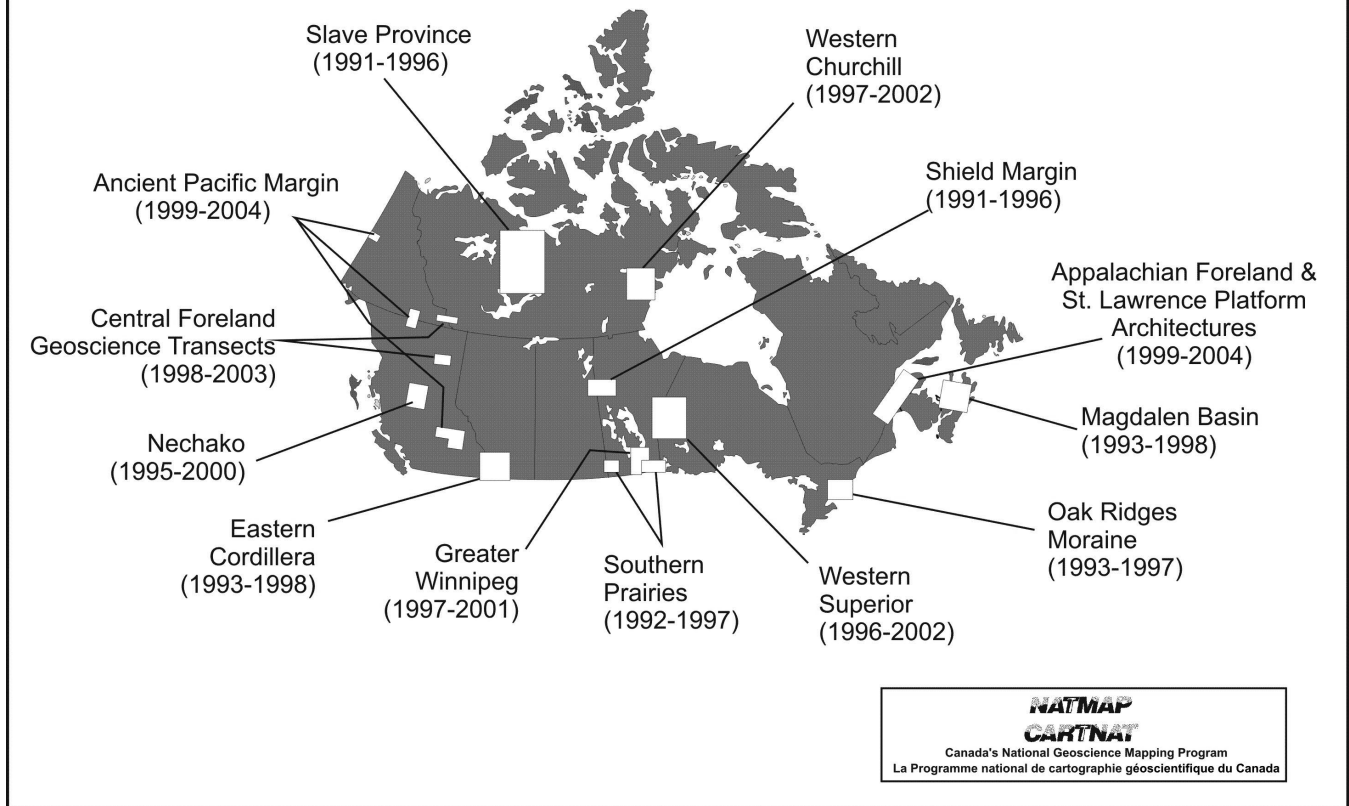 Slave Province
(1991-1996)
Western
Churchill
(1997-2002)
Ancient Pacific Margin
(1999-2004)
Shield Margin
(1991-1996)
Central Foreland
Geoscience Transects
(1998-2003)
Appalachian Foreland &
St. Lawrence Platform
Architectures
(1999-2004)
Nechako
(1995-2000)
Magdalen Basin
(1993-1998)
Eastern
Cordillera
(1993-1998)
Greater
Winnipeg
(1997-2001)
Southern
Prairies
(1992-1997)
Western
Superior
(1996-2002)
Oak Ridges
Moraine
(1993-1997)
NATMAP
CARTNAT
Canada's National Geoscience Mapping Program
La Programme national de cartographie géoscientifique du Canada